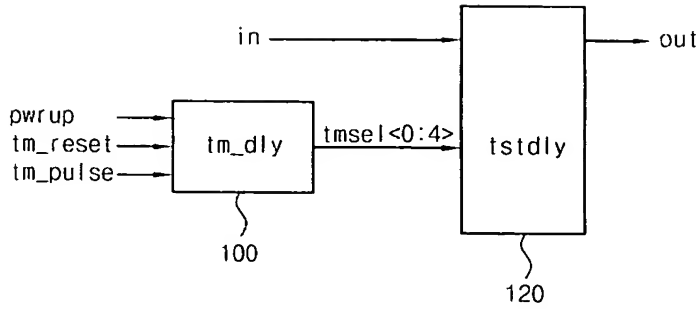 in
out
pwrup
tm_reset
tm_pulse
tm_dly
tmsel<0:4>
tstdly
100
120